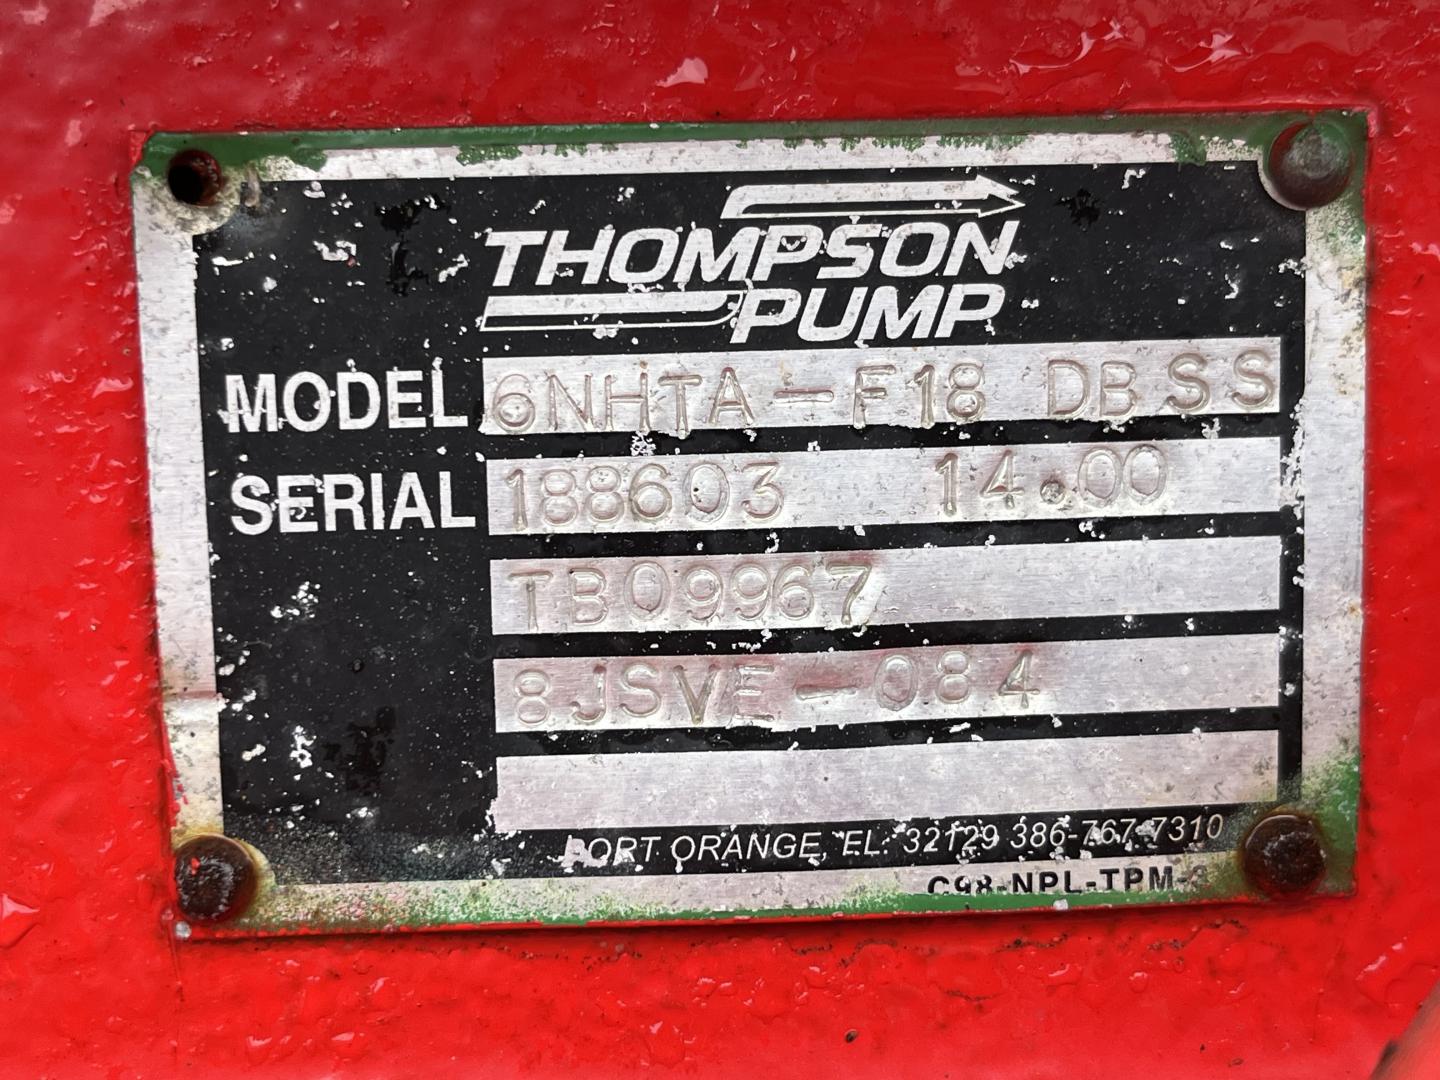 THOMPSON
PUMP
MODEL 6NHTA-F18 DBSS
SERIAL 188603 14.00
TB09967
8JSVE-084
PORT ORANGE, FL. 32129 386-767-7310